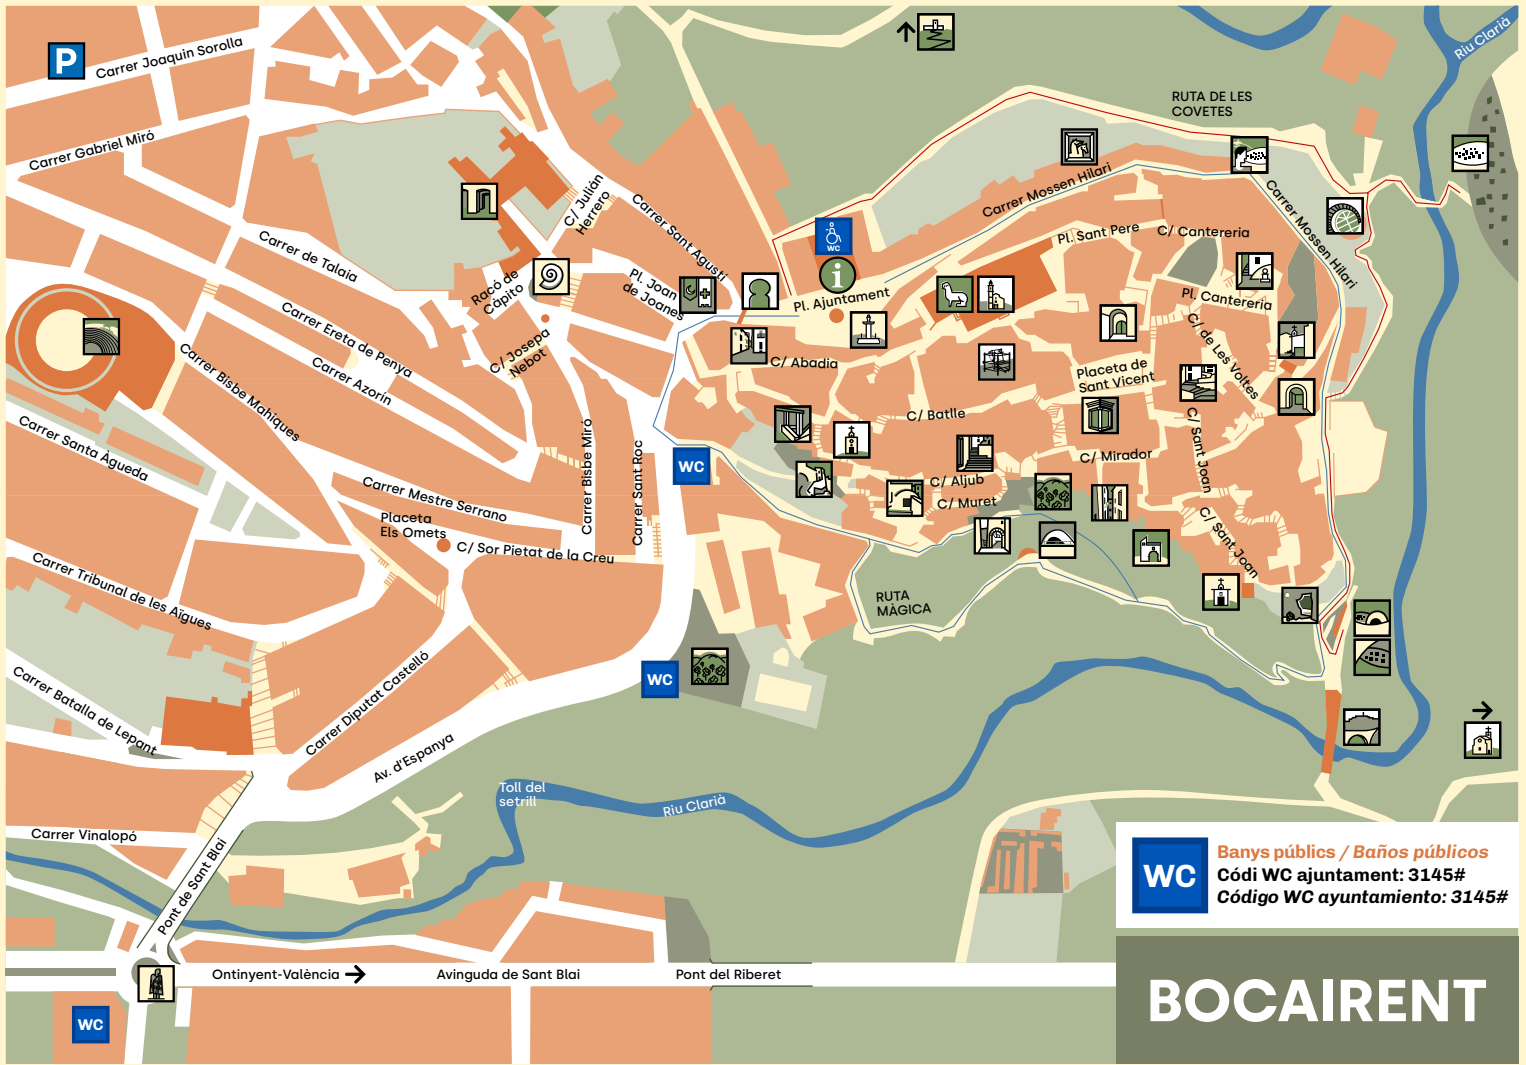 P
Carrer Joaquin Sorolla
Carrer Gabriel Miró
RUTA DE LES
COVETES
Riu Clarià
Carrer Mossen Hilari
Carrer Mossen Hilari
C/ Julián
Herrero
Carrer Sant Agustí
Carrer de Talaia
Racó de
Cápito
Pl. Joan
de Joanes
WC
i
Pl. Ajuntament
Pl. Sant Pere
C/ Cantereria
Pl. Cantereria
Carrer Ereta de Penya
Carrer Azorín
C/ Josepa
Nebot
C/ Abadia
C/ de Les Voltes
Placeta de
Sant Vicent
Carrer Bisbe Mahiques
Carrer Santa Àgueda
C/ Batlle
C/ Sant Joan
Carrer Bisbe Miró
Carrer Sant Roc
WC
C/ Mirador
C/ Aljub
C/ Muret
Carrer Mestre Serrano
Placeta
Els Omets
C/ Sor Pietat de la Creu
C/ Sant Joan
Carrer Tribunal de les Aïgues
RUTA
MÀGICA
WC
Carrer Batalla de Lepant
Carrer Diputat Castelló
Av. d'Espanya
Toll del
setrill
Riu Clarià
Carrer Vinalopó
Pont de Sant Blai
WC
Banys públics / Baños públicos
Códi WC ajuntament: 3145#
Código WC ayuntamiento: 3145#
Ontinyent-València
Avinguda de Sant Blai
Pont del Riberet
WC
BOCAIRENT